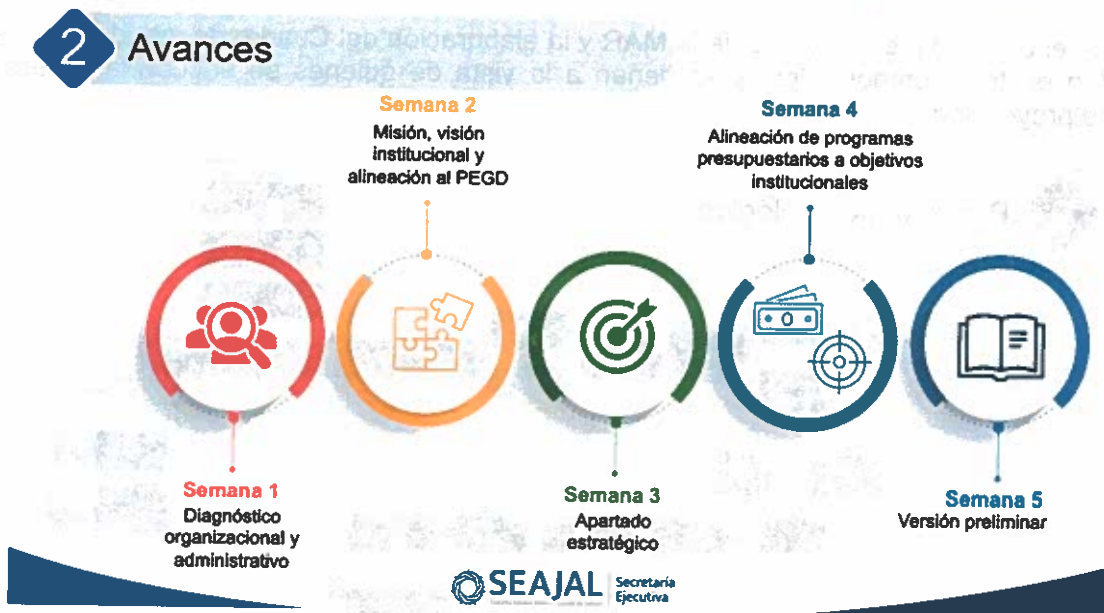 2 Avances
Semana 2
Misión, visión
institucional y
alineación al PEGD
Semana 4
Alineación de programas
presupuestarios a objetivos
institucionales
Semana 1
Diagnóstico
organizacional y
administrativo
Semana 3
Apartado
estratégico
Semana 5
Versión preliminar
SEAJAL
Secretaría
Ejecutiva